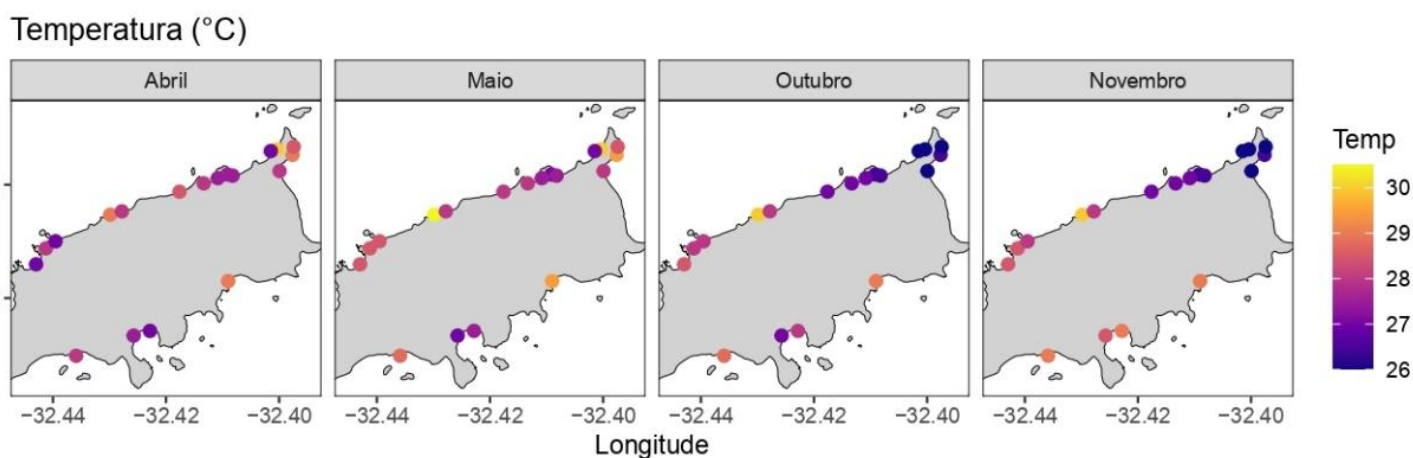 Temperatura (°C)
Abril Maio Outubro Novembro
Temp
30
29
28
27
26
−32.44 −32.42 −32.40 −32.44 −32.42 −32.40 −32.44 −32.42 −32.40 −32.44 −32.42 −32.40
Longitude